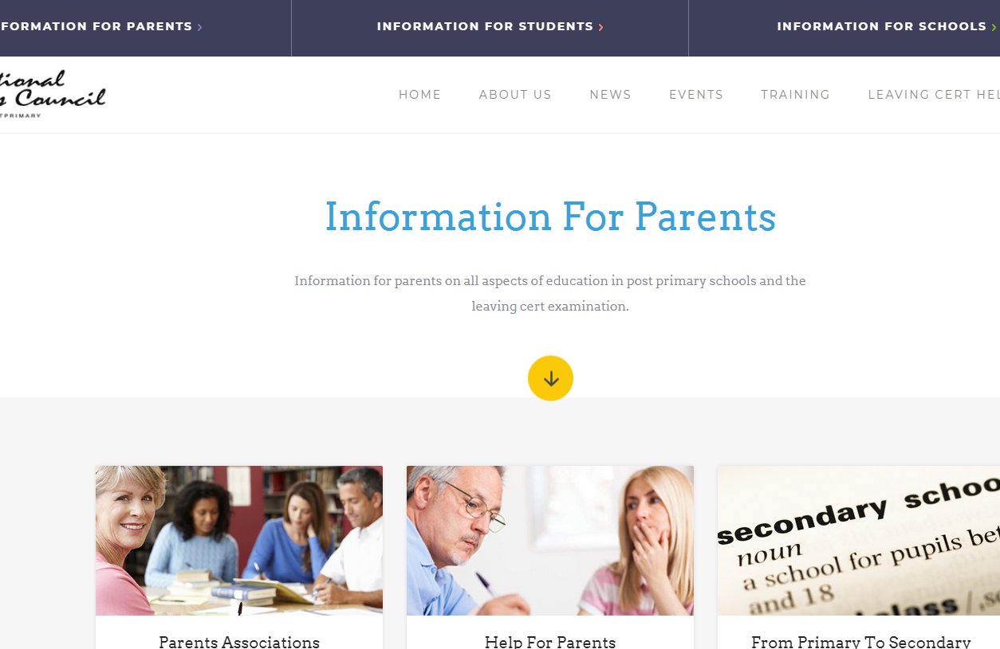 FORMATION FOR PARENTS ›
INFORMATION FOR STUDENTS ›
INFORMATION FOR SCHOOLS ›
tional
s Council
TPRIMARY
HOME
ABOUT US
NEWS
EVENTS
TRAINING
LEAVING CERT HEL
Information For Parents
Information for parents on all aspects of education in post primary schools and the
leaving cert examination.
secondary schoo
noun
a school for pupils bet
and 18
class
Parents Associations
Help For Parents
From Primary To Secondary